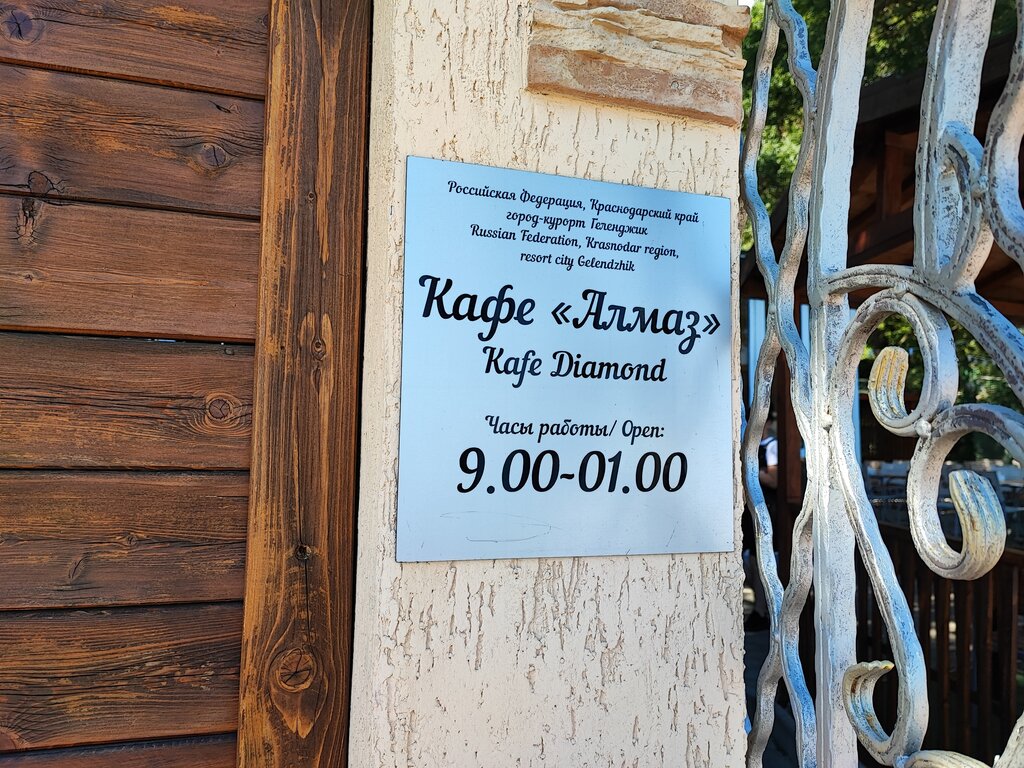 Российская Федерация, Краснодарский край
город-курорт Геленджик
Russian Federation, Krasnodar region,
resort city Gelendzhik
Кафе «Алмаз»
Kafe Diamond
Часы работы/ Open:
9.00-01.00